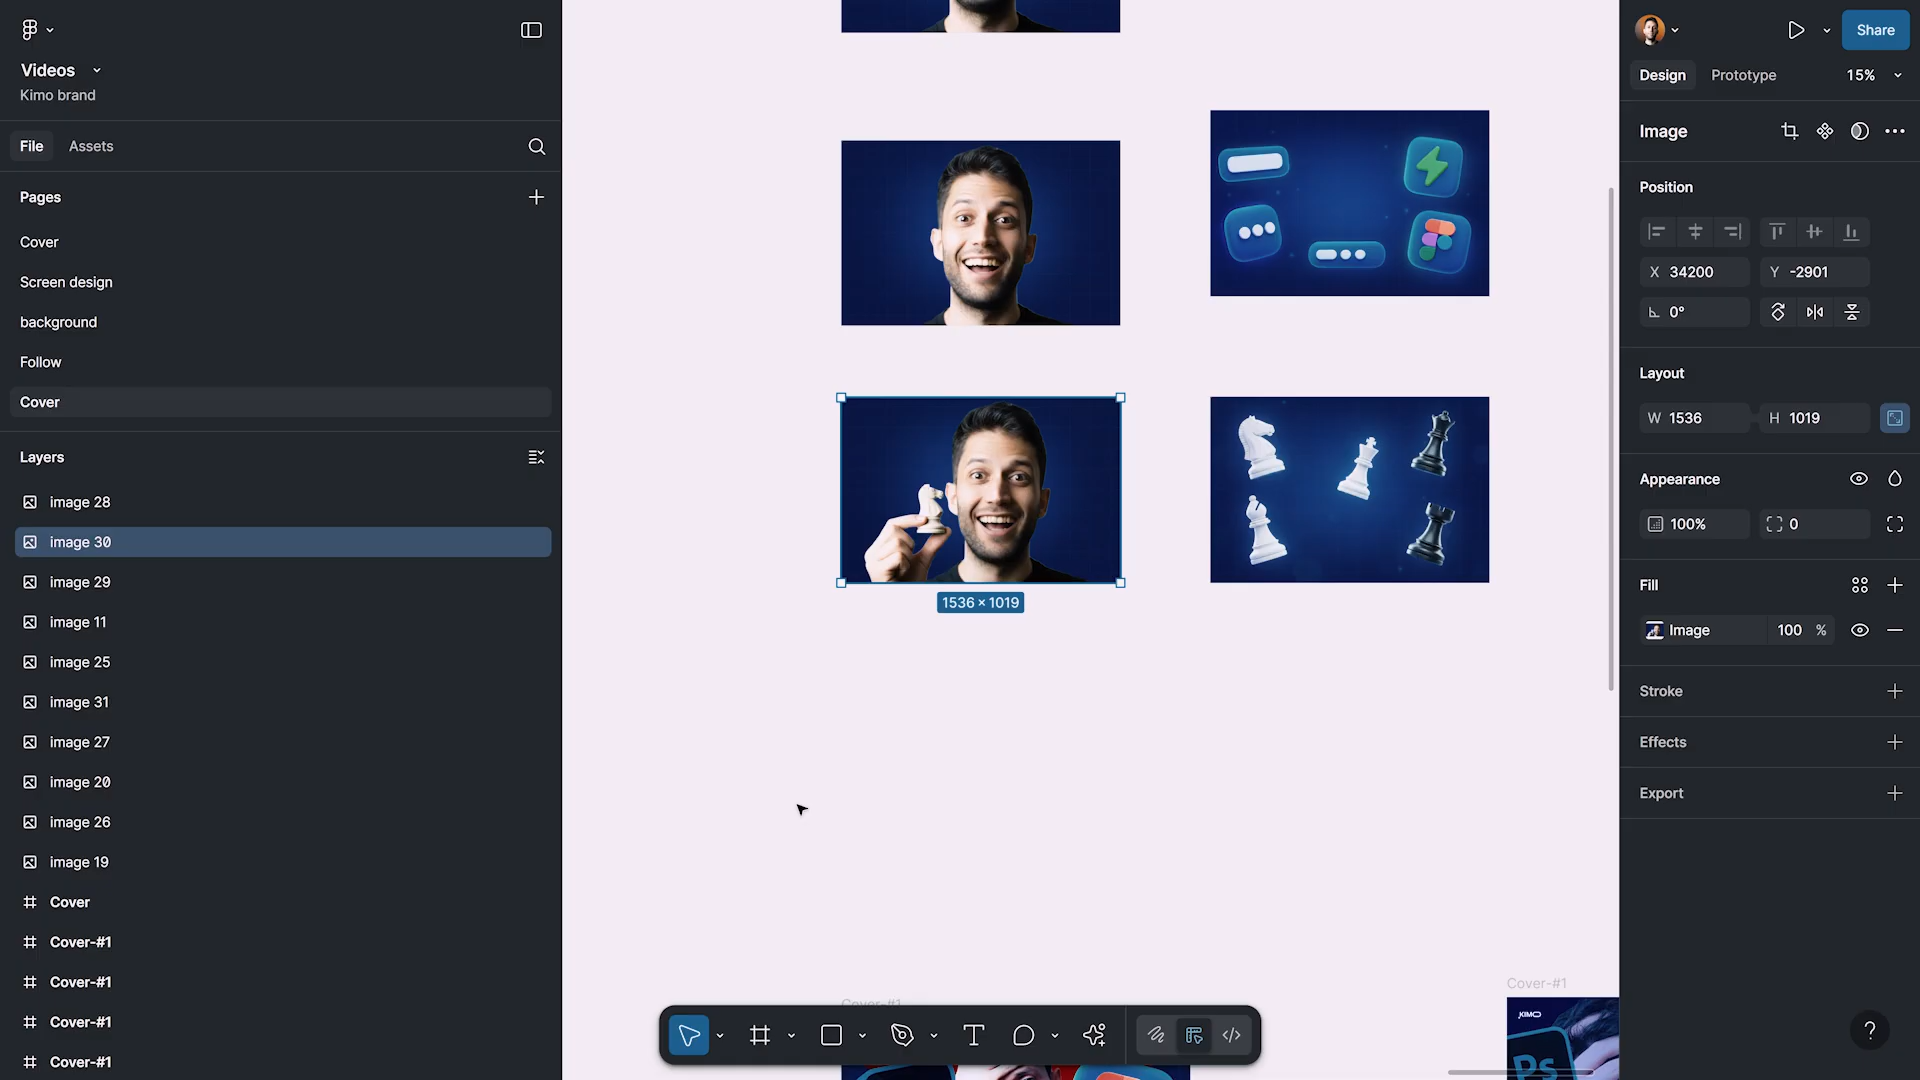 Videos
Kimo brand
File
Assets
Pages
Cover
Screen design
background
Follow
Cover
Layers
image 28
image 30
image 29
image 11
image 25
image 31
image 27
image 20
image 26
image 19
Cover
Cover-#1
Cover-#1
Cover-#1
Cover-#1
1536 × 1019
Cover-#1
Cover-#1
KIMO
Ps
Share
Design
Prototype
15%
Image
Position
X 34200
Y -2901
0°
Layout
W 1536
H 1019
Appearance
100%
0
Fill
Image
100 %
Stroke
Effects
Export
?